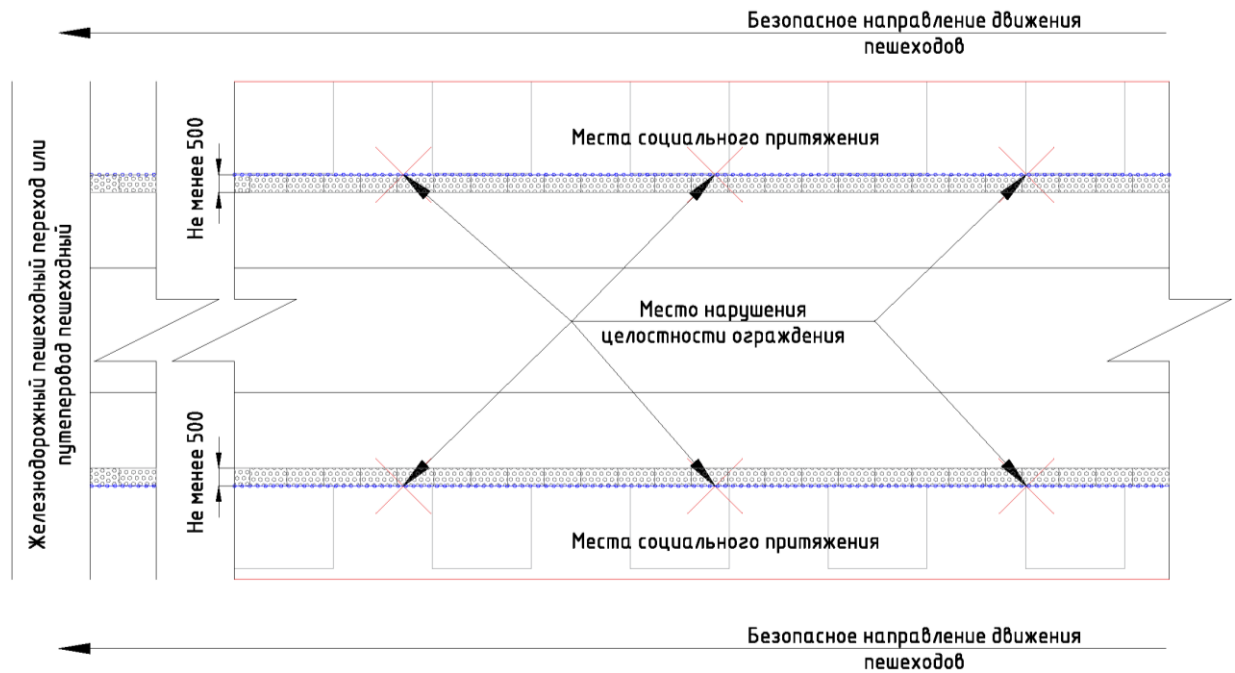 Безопасное направление движения
пешеходов
Железнодорожный пешеходный переход или
путеперовод пешеходный
Не менее 500
Места социального притяжения
Место нарушения
целостности ограждения
Не менее 500
Места социального притяжения
Безопасное направление движения
пешеходов